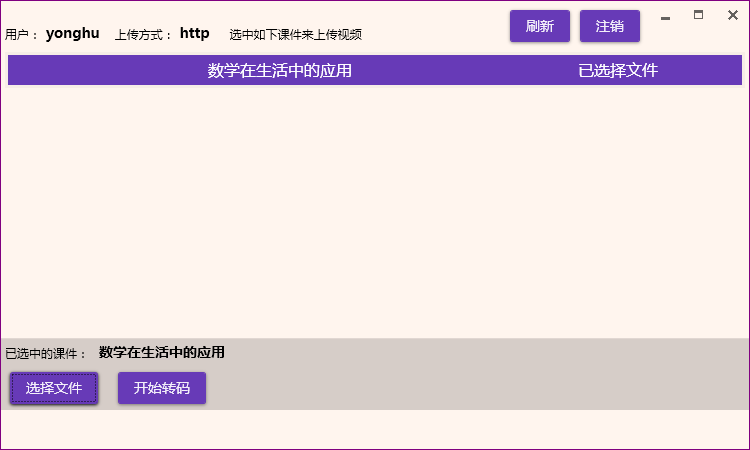 用户： yonghu 上传方式： http 选中如下课件来上传视频 刷新 注销
数学在生活中的应用 已选择文件
已选中的课件： 数学在生活中的应用
选择文件 开始转码